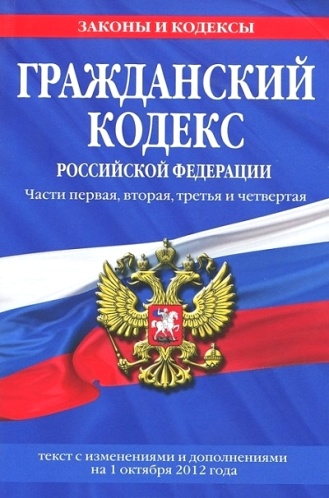 ЗАКОНЫ И КОДЕКСЫ
ГРАЖДАНСКИЙ
КОДЕКС
РОССИЙСКОЙ ФЕДЕРАЦИИ
Части первая, вторая, третья и четвертая
текст с изменениями и дополнениями
на 1 октября 2012 года